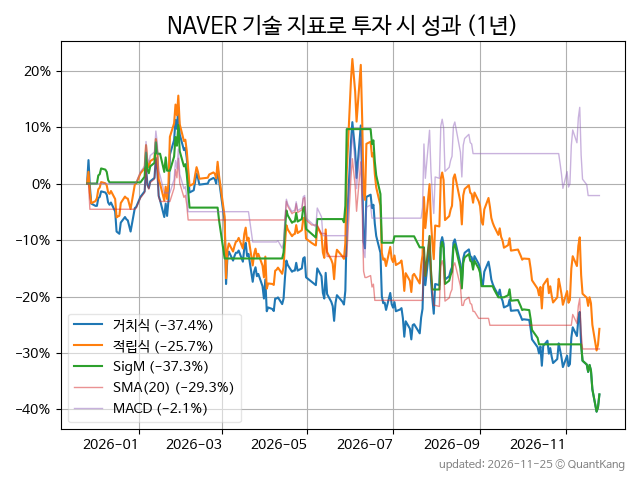 NAVER 기술 지표로 투자 시 성과 (1년)
20%
10%
0%
−10%
−20%
−30%
−40%
거치식 (−37.4%)
적립식 (−25.7%)
SigM (−37.3%)
SMA(20) (−29.3%)
MACD (−2.1%)
2026-01
2026-03
2026-05
2026-07
2026-09
2026-11
updated: 2026-11-25 © QuantKang